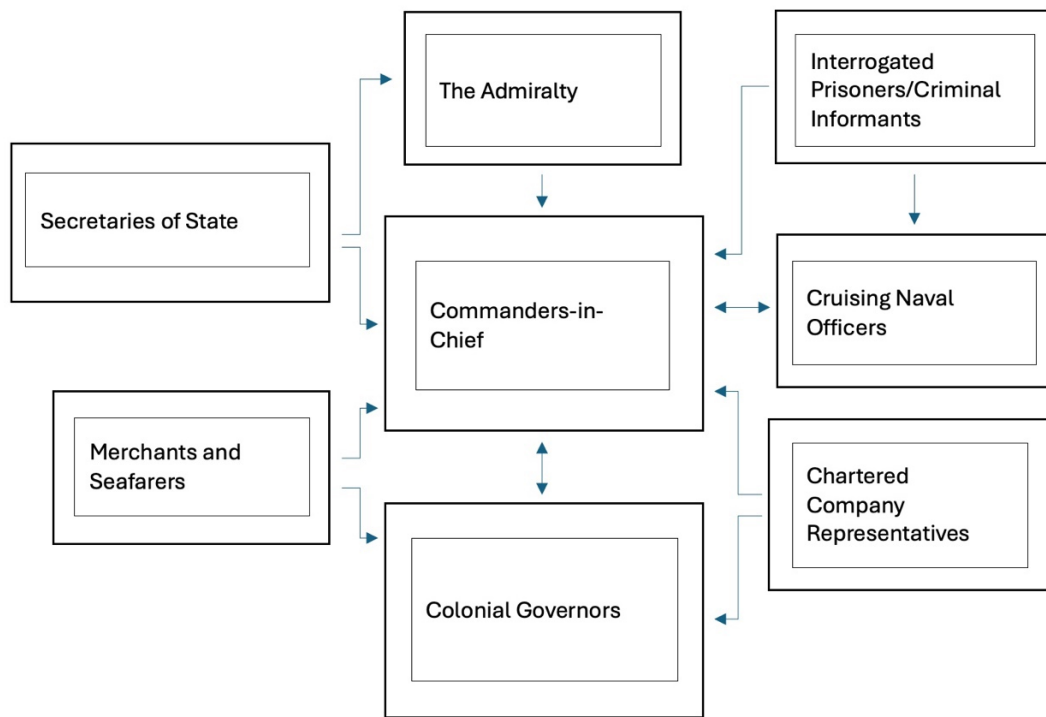 The Admiralty
Interrogated
Prisoners/Criminal
Informants
Secretaries of State
Commanders-in-
Chief
Cruising Naval
Officers
Merchants and
Seafarers
Chartered
Company
Representatives
Colonial Governors